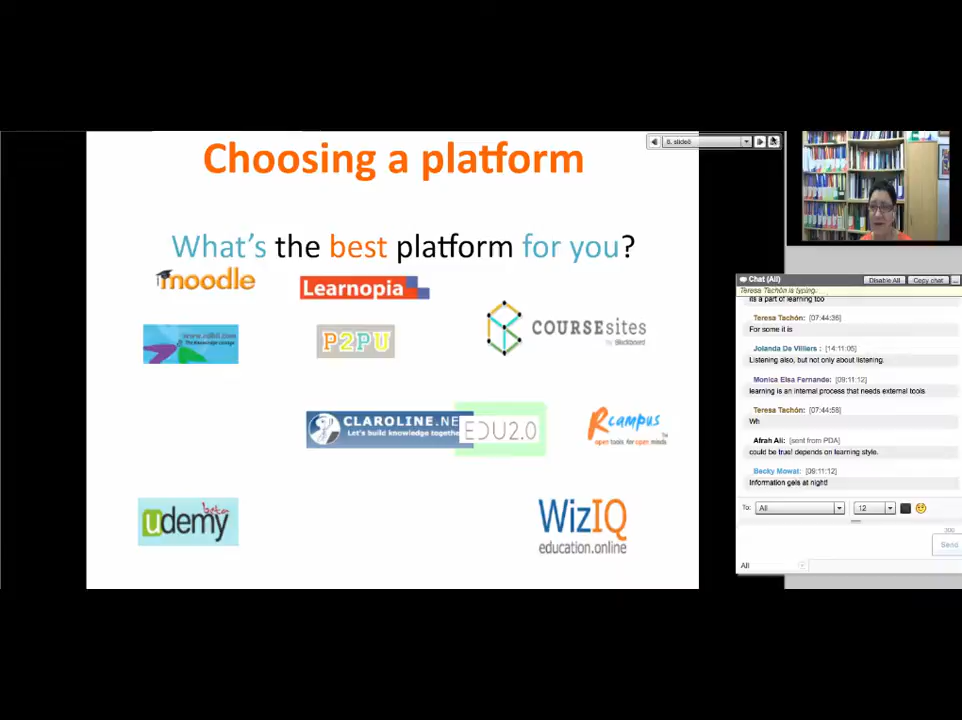 Choosing a platform
What's the best platform for you?
moodle
Learnopia
P2PU
COURSEsites
by Blackboard
CLAROLINE.NE
Let's build knowledge together
EDU2.0
Rcampus
open tools for open minds
TM
udemy
beta
WizIQ
education.online
6. slide6
Chat (All)
Disable All
Copy chat
...
Teresa Tachón is typing.
its a part of learning too
Teresa Tachón: [07:44:36]
For some it is
Jolanda De Villiers : [14:11:05]
Listening also, but not only about listening.
Monica Elsa Fernande: [09:11:12]
learning is an internal process that needs external tools
Teresa Tachón: [07:44:58]
Wh
Afrah Ali: [sent from PDA]
could be true! depends on learning style.
Becky Mowat: [09:11:12]
Information gels at night!
To:
All
12
300
Send
All